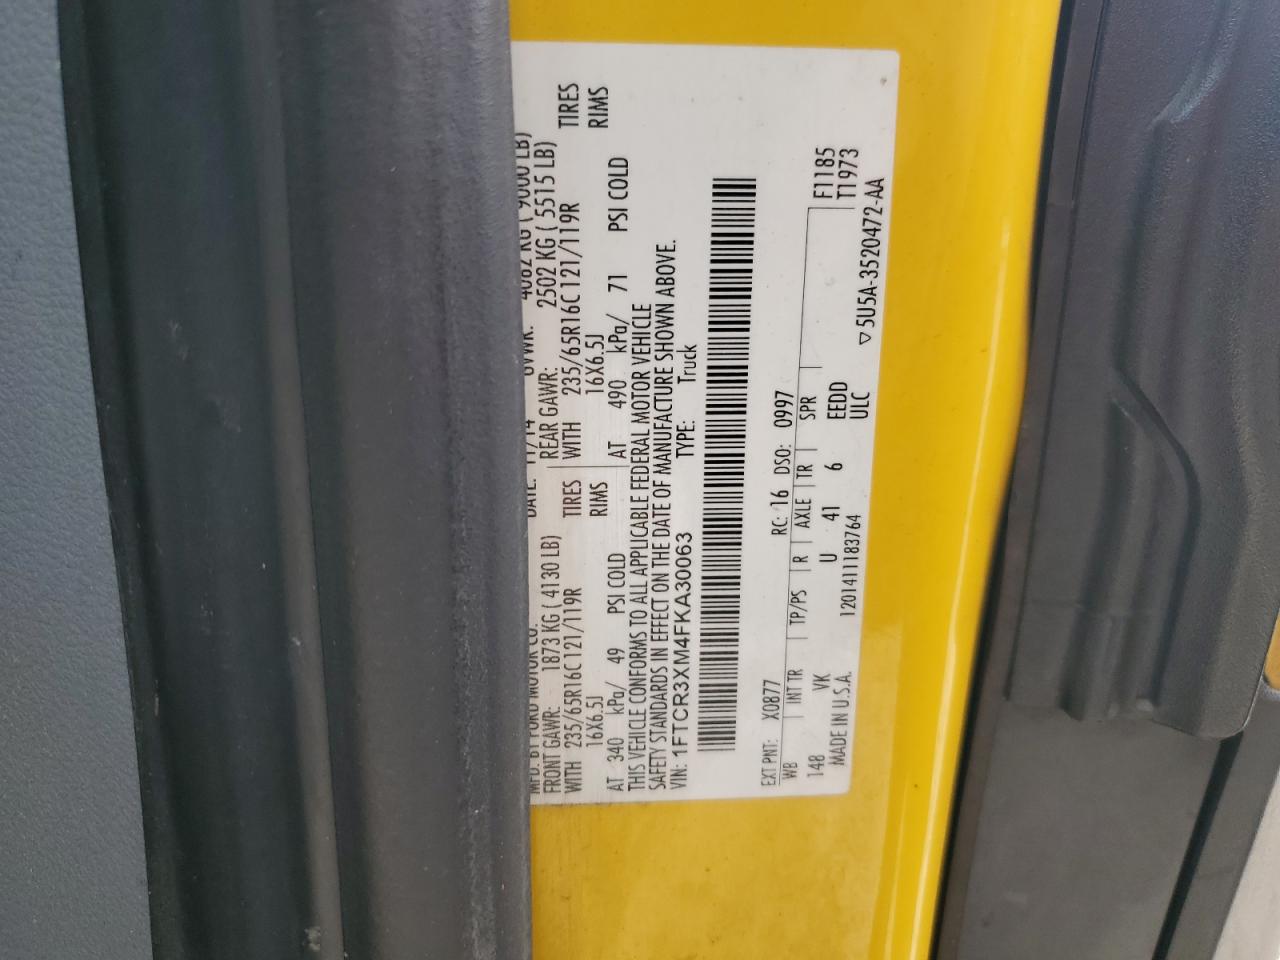 MFD. BY FORD MOTOR CO. DATE: 11/14 GVWR: 4082 KG ( 9000 LB)
FRONT GAWR: 1873 KG ( 4130 LB) REAR GAWR: 2502 KG ( 5515 LB)
WITH 235/65R16C 121/119R TIRES WITH 235/65R16C 121/119R TIRES
16X6.5J RIMS 16X6.5J RIMS
AT 340 kPa/ 49 PSI COLD AT 490 kPa/ 71 PSI COLD
THIS VEHICLE CONFORMS TO ALL APPLICABLE FEDERAL MOTOR VEHICLE
SAFETY STANDARDS IN EFFECT ON THE DATE OF MANUFACTURE SHOWN ABOVE.
VIN: 1FTCR3XM4FKA30063 TYPE: Truck
EXT PNT: X0877 RC: 16 DSO: 0997
WB INT TR TP/PS R AXLE TR SPR F1185
148 VK U 41 6 EEDD T1973
MADE IN U.S.A. 1201411183764 ULC ▽5U5A-3520472-AA